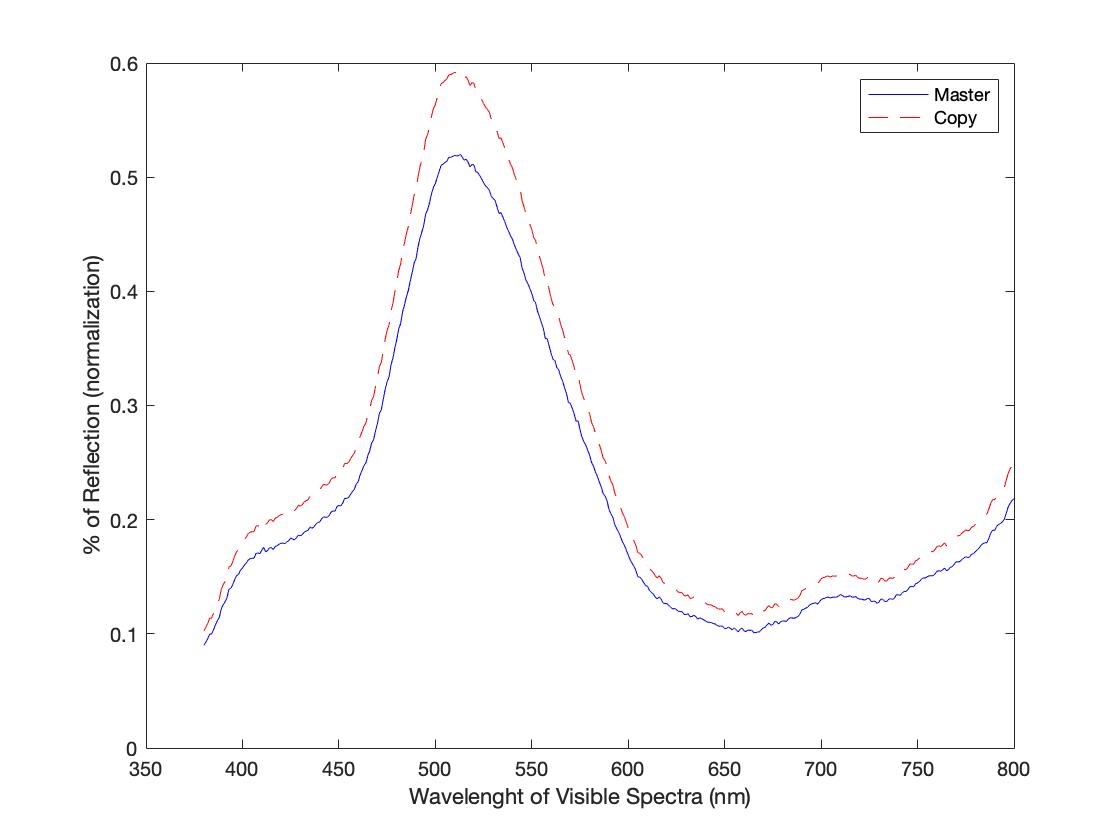 Master
Copy
% of Reflection (normalization)
0.6
0.5
0.4
0.3
0.2
0.1
0
350 400 450 500 550 600 650 700 750 800
Wavelenght of Visible Spectra (nm)